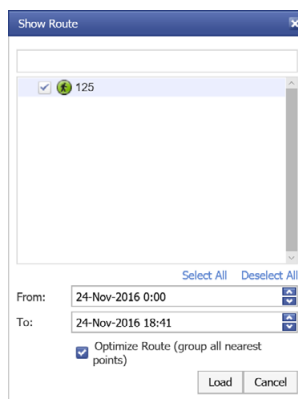 Show Route
125
Select All Deselect All
From: 24-Nov-2016 0:00
To: 24-Nov-2016 18:41
Optimize Route (group all nearest
points)
Load Cancel